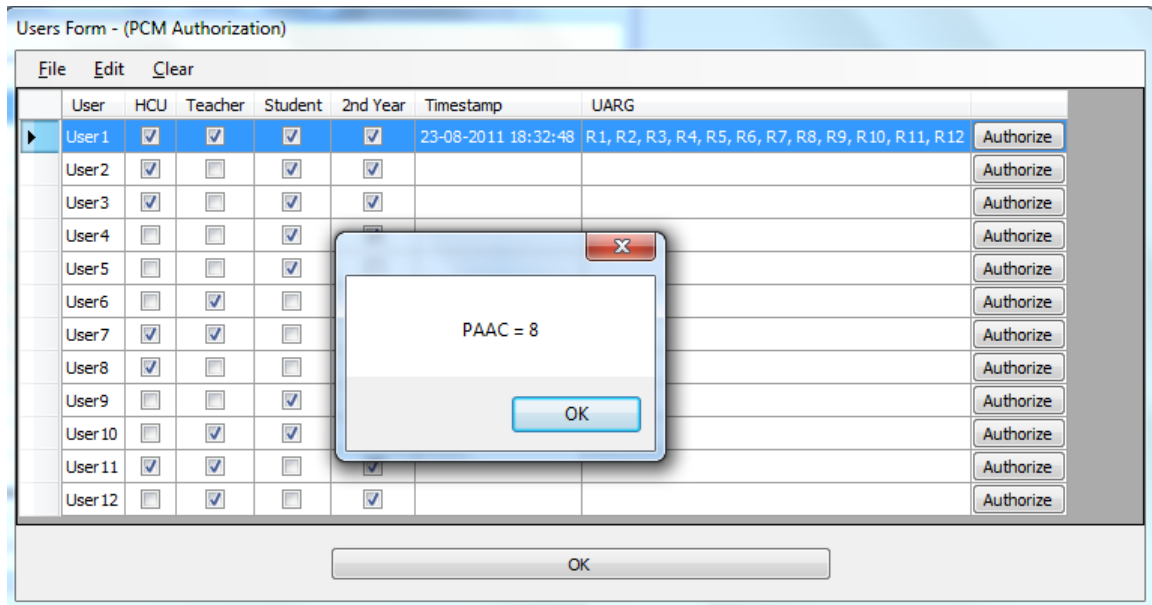 Users Form - (PCM Authorization)
File Edit Clear
User HCU Teacher Student 2nd Year Timestamp UARG
User1 23-08-2011 18:32:48 R1, R2, R3, R4, R5, R6, R7, R8, R9, R10, R11, R12 Authorize
User2 Authorize
User3 Authorize
User4 Authorize
User5 Authorize
User6 Authorize
User7 Authorize
User8 Authorize
User9 Authorize
User10 Authorize
User11 Authorize
User12 Authorize
PAAC = 8
OK
OK